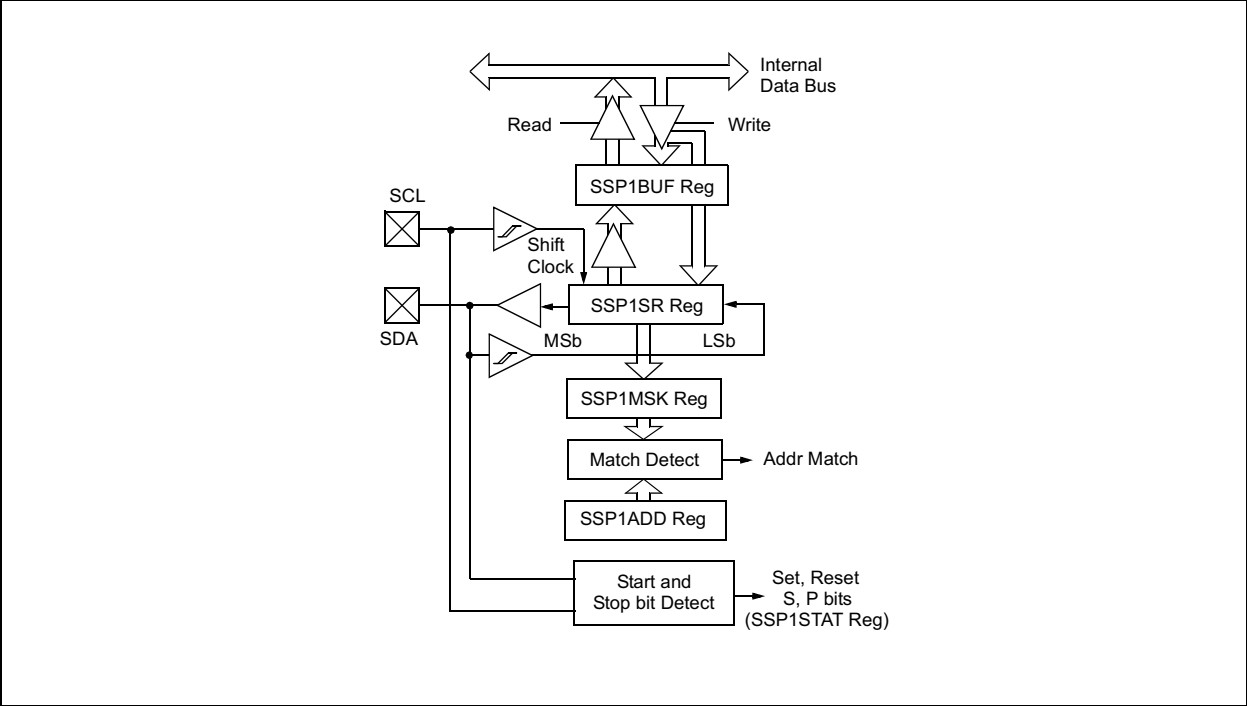 Internal
Data Bus
Read
Write
SSP1BUF Reg
SCL
Shift
Clock
SSP1SR Reg
SDA
MSb
LSb
SSP1MSK Reg
Match Detect
Addr Match
SSP1ADD Reg
Start and
Stop bit Detect
Set, Reset
S, P bits
(SSP1STAT Reg)